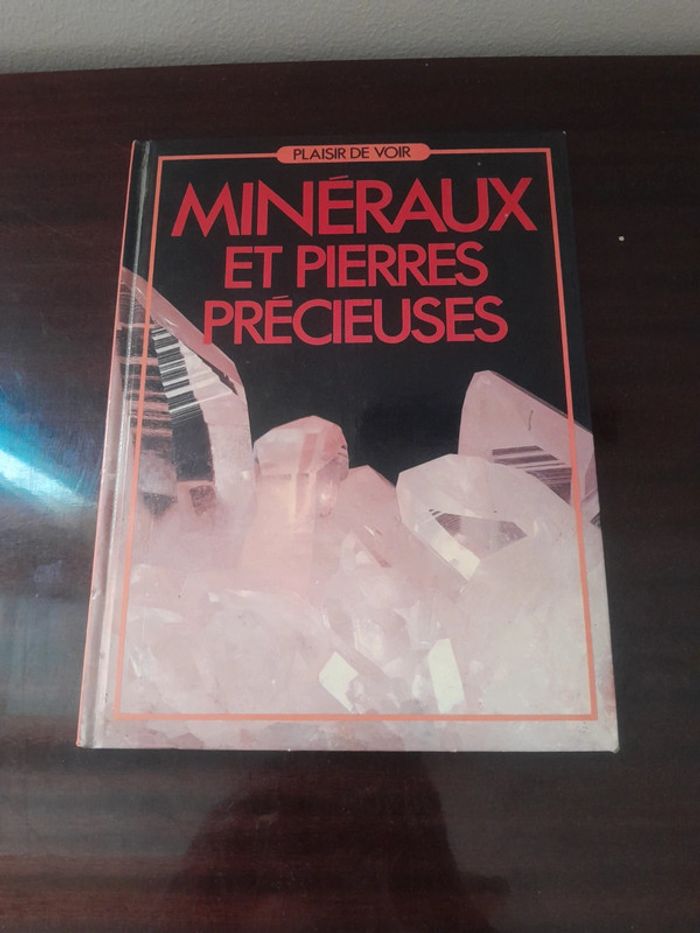 PLAISIR DE VOIR
MINÉRAUX
ET PIERRES
PRÉCIEUSES